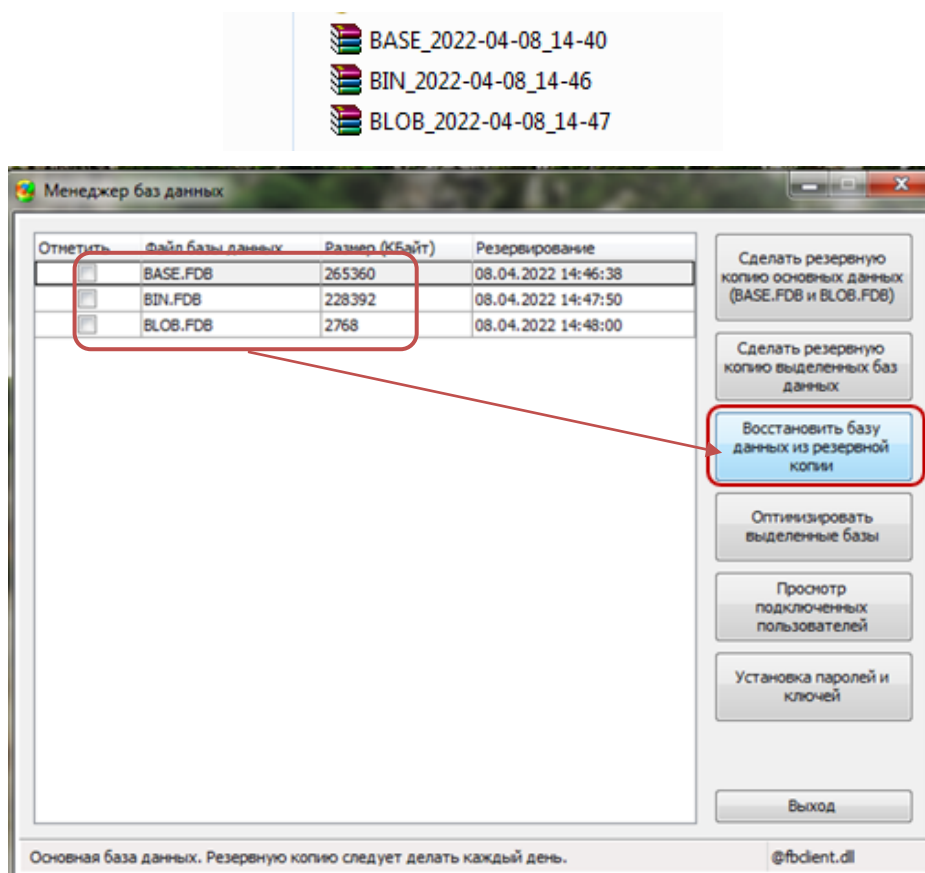 BASE_2022-04-08_14-40
BIN_2022-04-08_14-46
BLOB_2022-04-08_14-47
Менеджер баз данных
Отметить Файл базы данных Размер (КБайт) Резервирование
BASE.FDB 265360 08.04.2022 14:46:38
BIN.FDB 228392 08.04.2022 14:47:50
BLOB.FDB 2768 08.04.2022 14:48:00
Сделать резервную
копию основных данных
(BASE.FDB и BLOB.FDB)
Сделать резервную
копию выделенных баз
данных
Восстановить базу
данных из резервной
копии
Оптимизировать
выделенные базы
Просмотр
подключенных
пользователей
Установка паролей и
ключей
Выход
Основная база данных. Резервную копию следует делать каждый день. @fbclient.dll